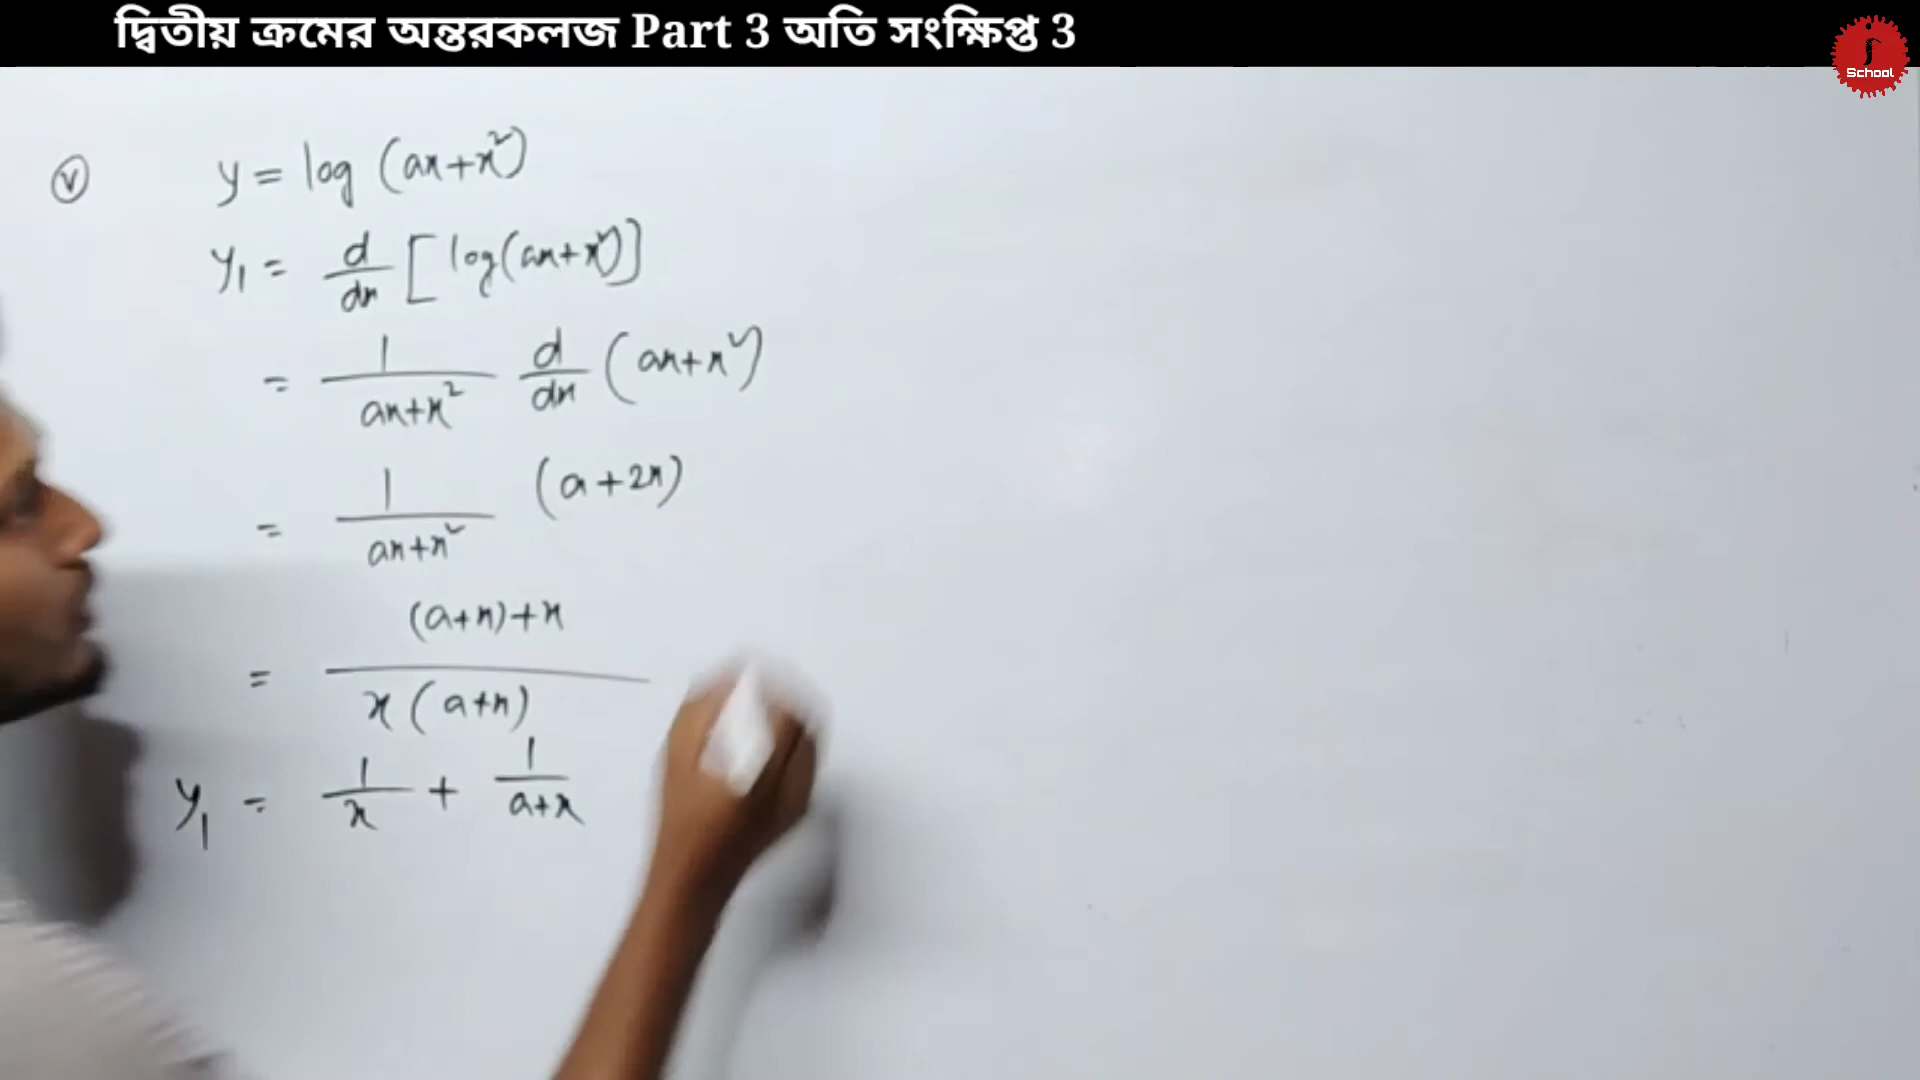 দ্বিতীয় ক্রমের অন্তরকলজ Part 3 অতি সংক্ষিপ্ত 3
School
(v) y = log (ax+x²)
y₁ = d/dx [log(ax+x²)]
= 1/(ax+x²) d/dx (ax+x²)
= 1/(ax+x²) (a+2x)
= ((a+x)+x)/(x(a+x))
y₁ = 1/x + 1/(a+x)